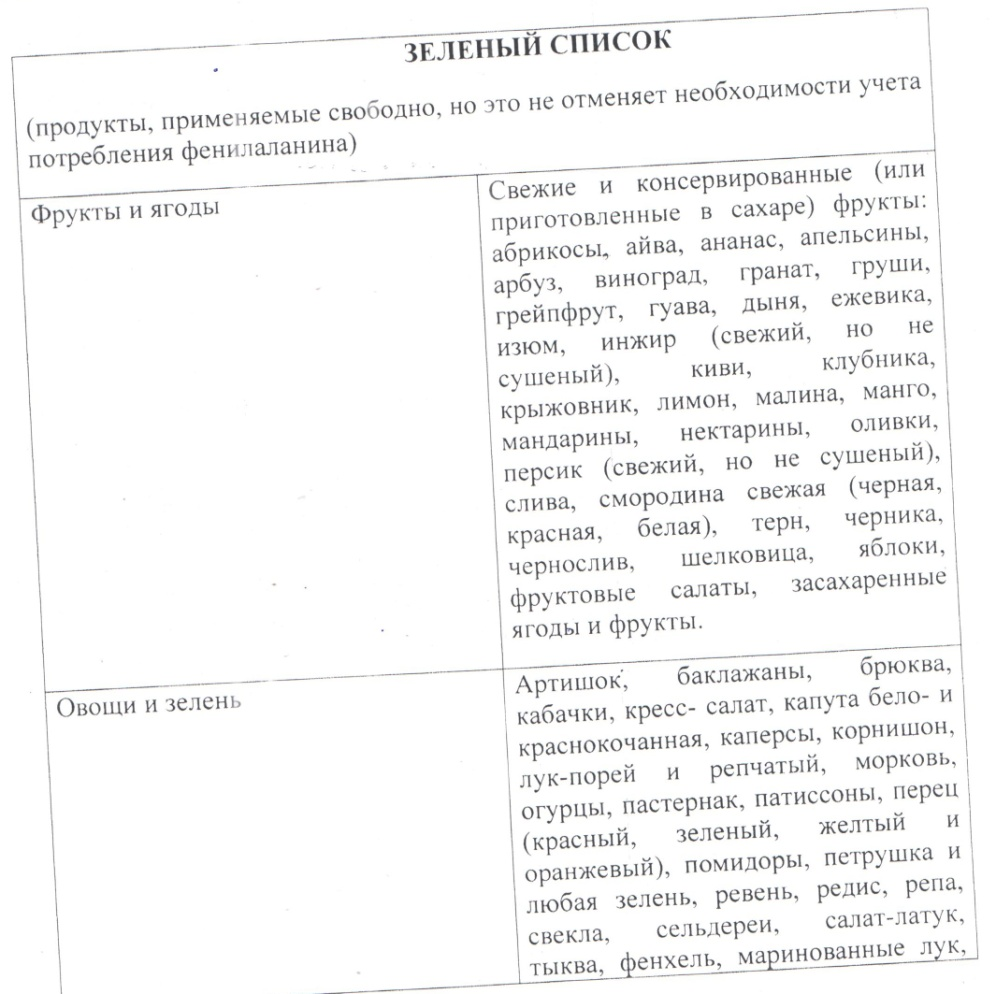 ЗЕЛЕНЫЙ СПИСОК
(продукты, применяемые свободно, но это не отменяет необходимости учета
потребления фенилаланина)
Фрукты и ягоды
Свежие и консервированные (или
приготовленные в сахаре) фрукты:
абрикосы, айва, ананас, апельсины,
арбуз, виноград, гранат, груши,
грейпфрут, гуава, дыня, ежевика,
изюм, инжир (свежий, но не
сушеный), киви, клубника,
крыжовник, лимон, малина, манго,
мандарины, нектарины, оливки,
персик (свежий, но не сушеный),
слива, смородина свежая (черная,
красная, белая), терн, черника,
чернослив, шелковица, яблоки,
фруктовые салаты, засахаренные
ягоды и фрукты.
Овощи и зелень
Артишок, баклажаны, брюква,
кабачки, кресс- салат, капута бело- и
краснокочанная, каперсы, корнишон,
лук-порей и репчатый, морковь,
огурцы, пастернак, патиссоны, перец
(красный, зеленый, желтый и
оранжевый), помидоры, петрушка и
любая зелень, ревень, редис, репа,
свекла, сельдереи, салат-латук,
тыква, фенхель, маринованные лук,